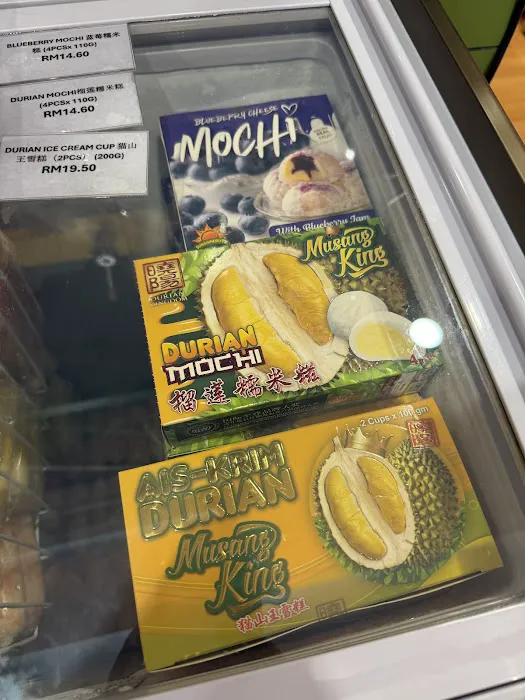 BLUEBERRY MOCHI 蓝莓糯米
糕 (4PCSx 110G)
RM14.60
DURIAN MOCHI榴莲糯米糕
(4PCSx 110G)
RM14.60
DURIAN ICE CREAM CUP 猫山
王雪糕 (2PCS) (200G)
RM19.50
BLUEBERRY CHEESE
MOCHI
With Blueberry Jam
Musang
King
DURIAN
MOCHI
榴莲糯米糍
2 Cups x 100 gm
AIS-KRIM
DURIAN
Musang
King
猫山王雪糕